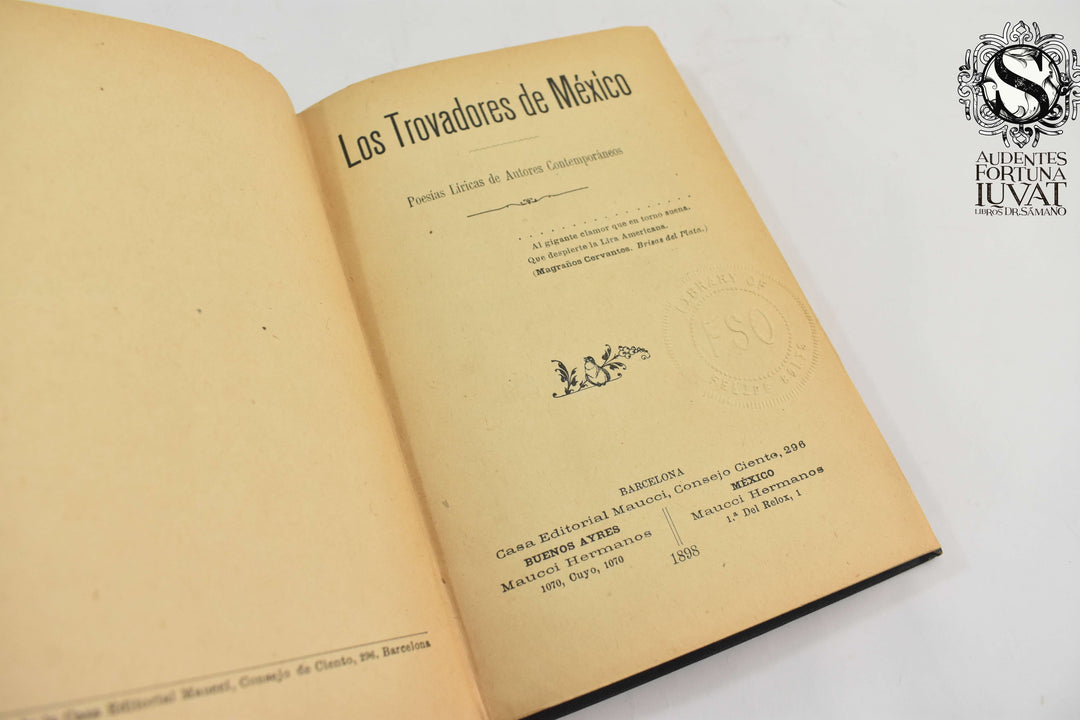 Los Trovadores de México
Poesías Líricas de Autores Contemporáneos
Al gigante clamor que en torno suena,
Que despierte la Lira Americana.
(Magraños Cervantes. Brisas del Plata.)
LIBRARY OF
FSO
BARCELONA
Casa Editorial Maucci, Consejo Ciento, 296
BUENOS AYRES
Maucci Hermanos
1070, Cuyo, 1070
MÉXICO
Maucci Hermanos
1.ª Del Relox, 1
1898
Casa Editorial Maucci, Consejo de Ciento, 296. Barcelona
S
AUDENTES
FORTUNA
IUVAT
LIBROS DR. SÁMANO